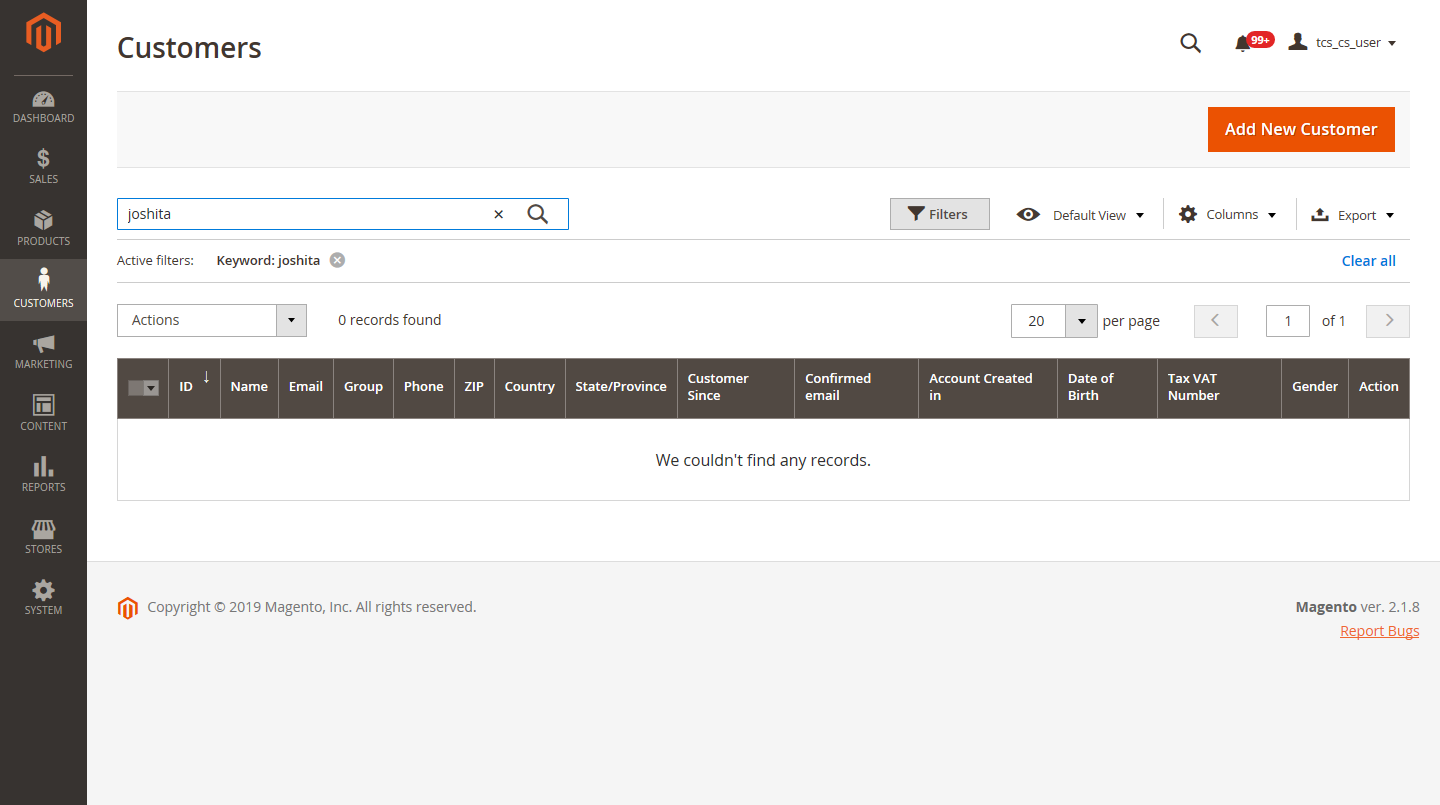 Customers
99+
tcs_cs_user
Add New Customer
joshita
Filters
Default View
Columns
Export
Active filters:
Keyword: joshita
Clear all
Actions
0 records found
20
per page
1
of 1
ID ↓
Name
Email
Group
Phone
ZIP
Country
State/Province
Customer
Since
Confirmed
email
Account Created
in
Date of
Birth
Tax VAT
Number
Gender
Action
We couldn't find any records.
DASHBOARD
SALES
PRODUCTS
CUSTOMERS
MARKETING
CONTENT
REPORTS
STORES
SYSTEM
Copyright © 2019 Magento, Inc. All rights reserved.
Magento ver. 2.1.8
Report Bugs